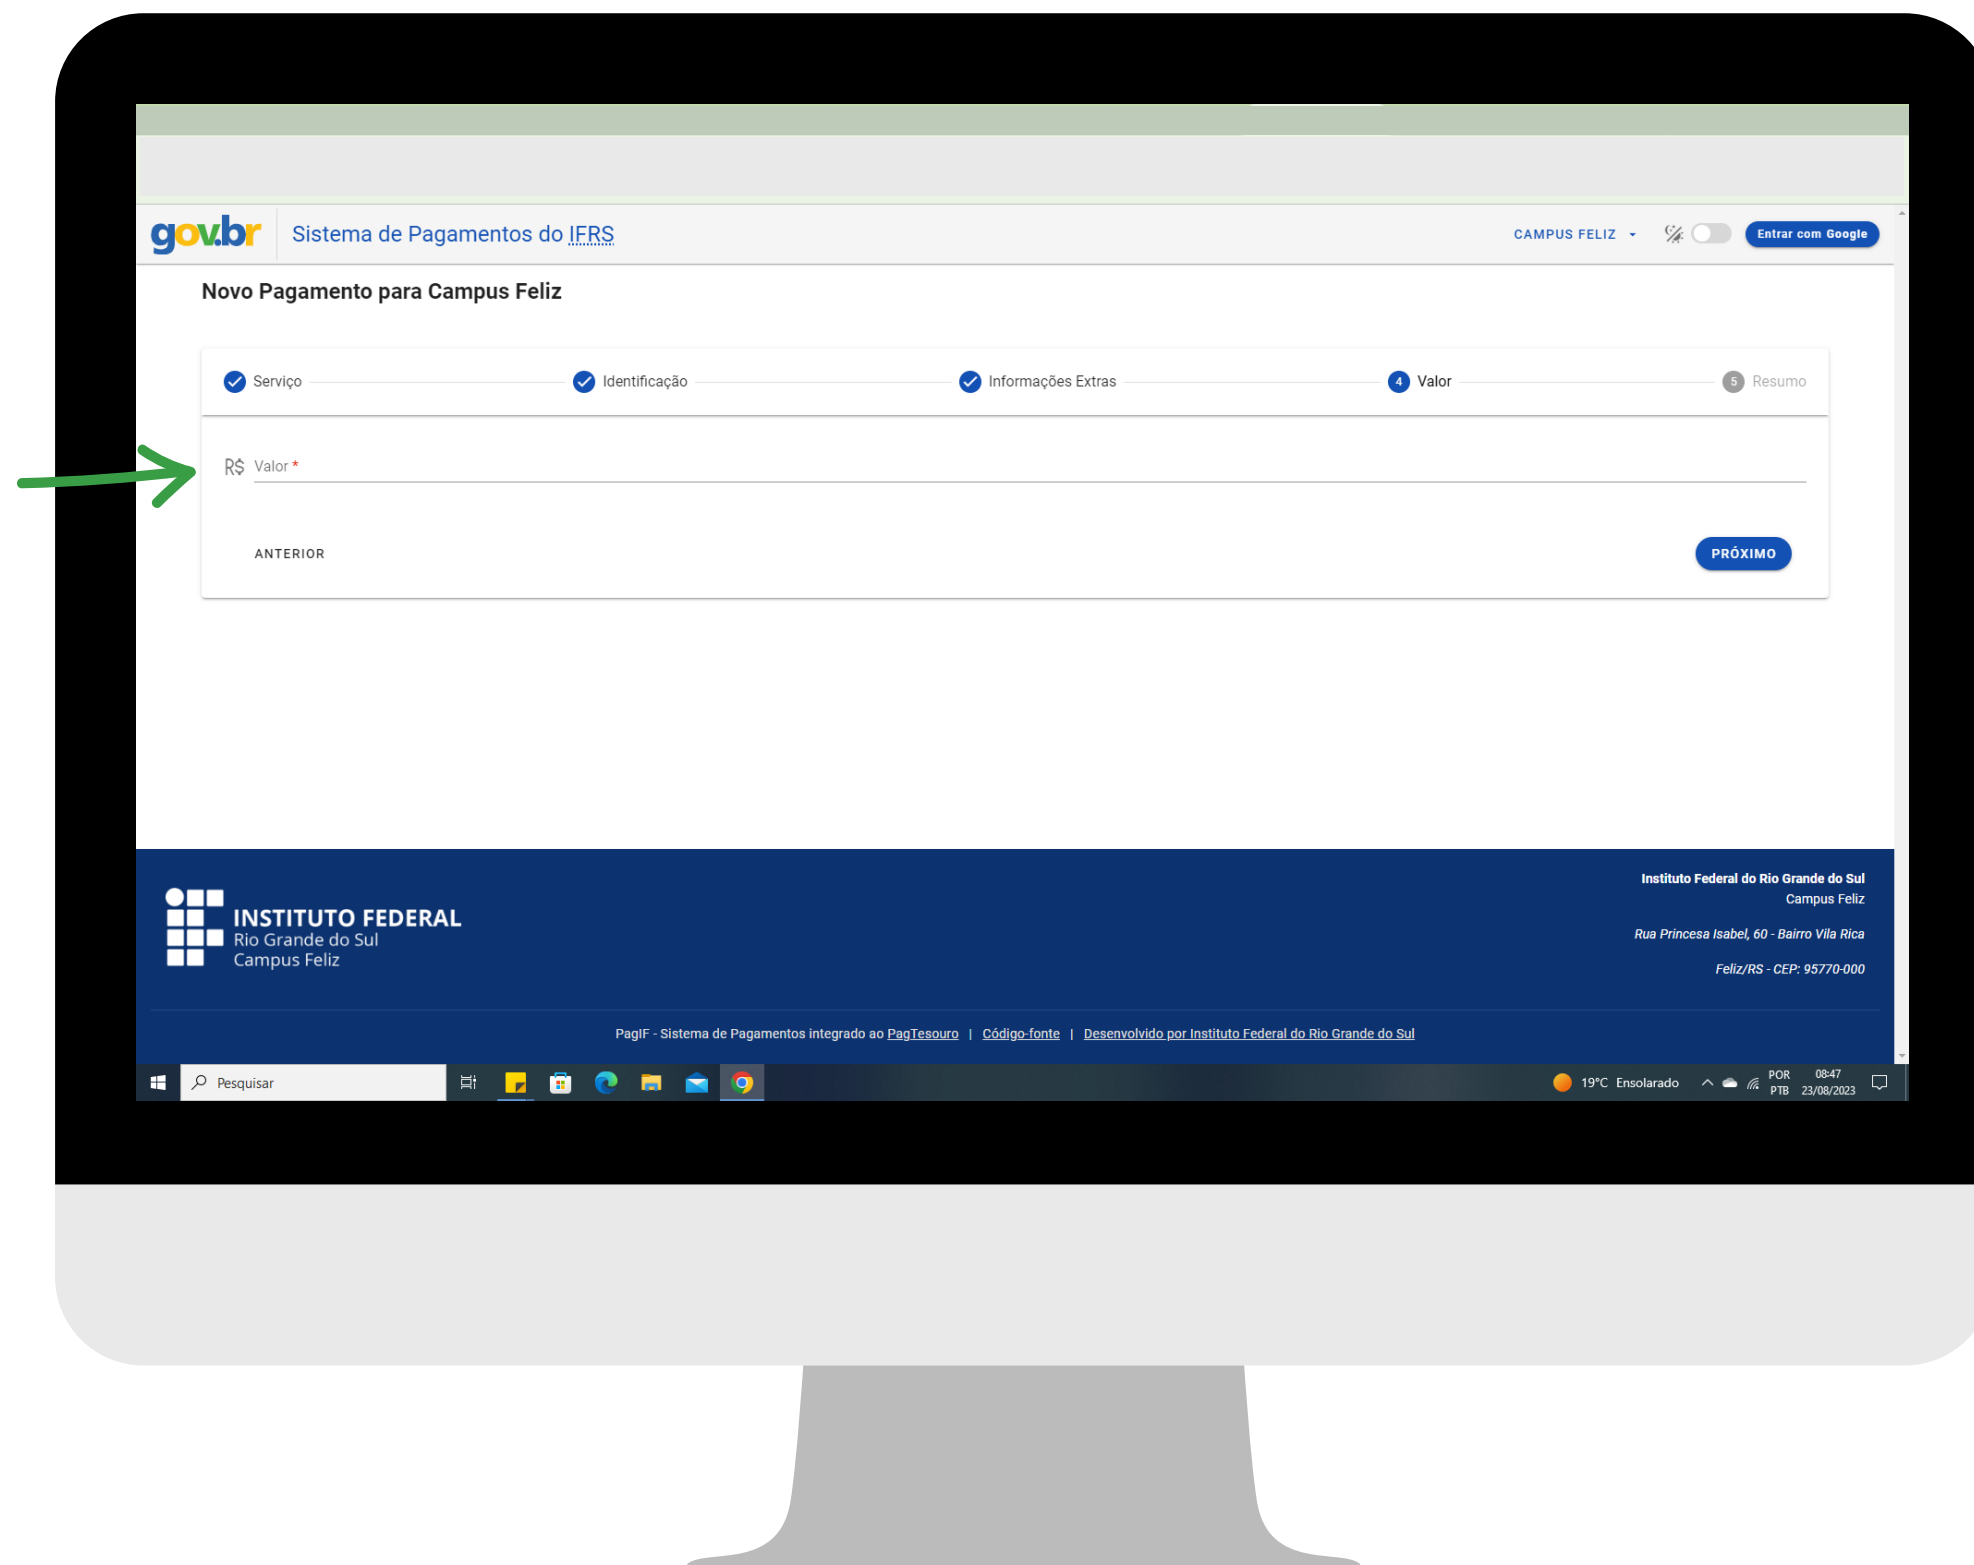 gov.br
Sistema de Pagamentos do IFRS
CAMPUS FELIZ
Entrar com Google
Novo Pagamento para Campus Feliz
Serviço
Identificação
Informações Extras
4 Valor
5 Resumo
R$ Valor *
ANTERIOR
PRÓXIMO
INSTITUTO FEDERAL
Rio Grande do Sul
Campus Feliz
Instituto Federal do Rio Grande do Sul
Campus Feliz
Rua Princesa Isabel, 60 - Bairro Vila Rica
Feliz/RS - CEP: 95770-000
PagIF - Sistema de Pagamentos integrado ao PagTesouro | Código-fonte | Desenvolvido por Instituto Federal do Rio Grande do Sul
Pesquisar
19°C Ensolarado
POR
PTB
08:47
23/08/2023